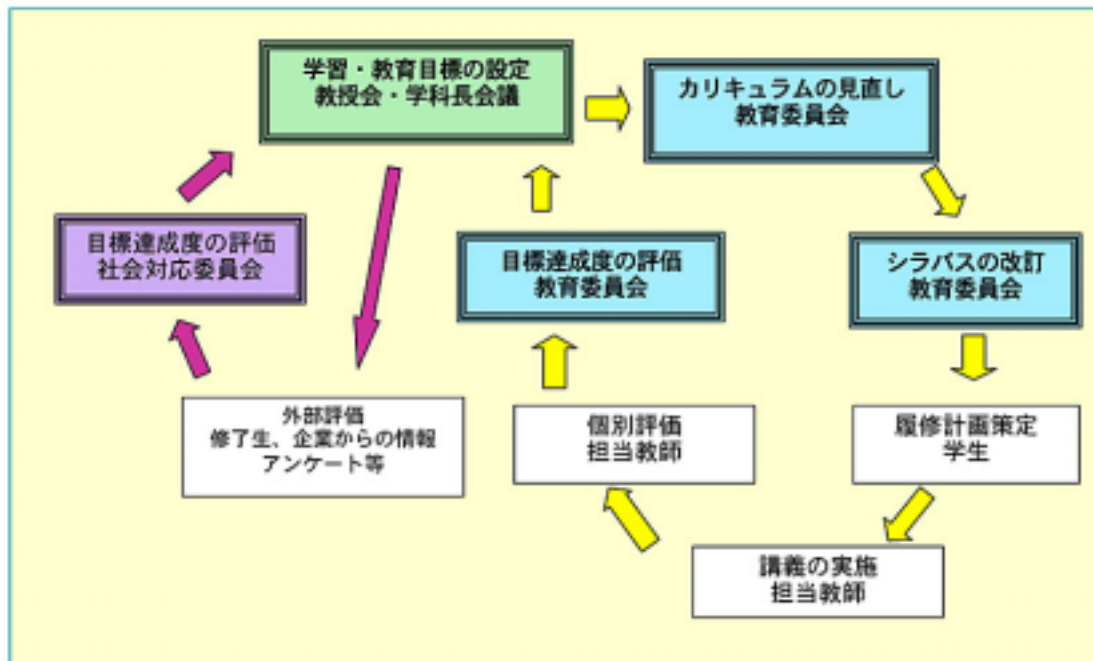 学習・教育目標の設定
教授会・学科長会議
カリキュラムの見直し
教育委員会
目標達成度の評価
社会対応委員会
目標達成度の評価
教育委員会
シラバスの改訂
教育委員会
外部評価
修了生、企業からの情報
アンケート等
個別評価
担当教師
履修計画策定
学生
講義の実施
担当教師